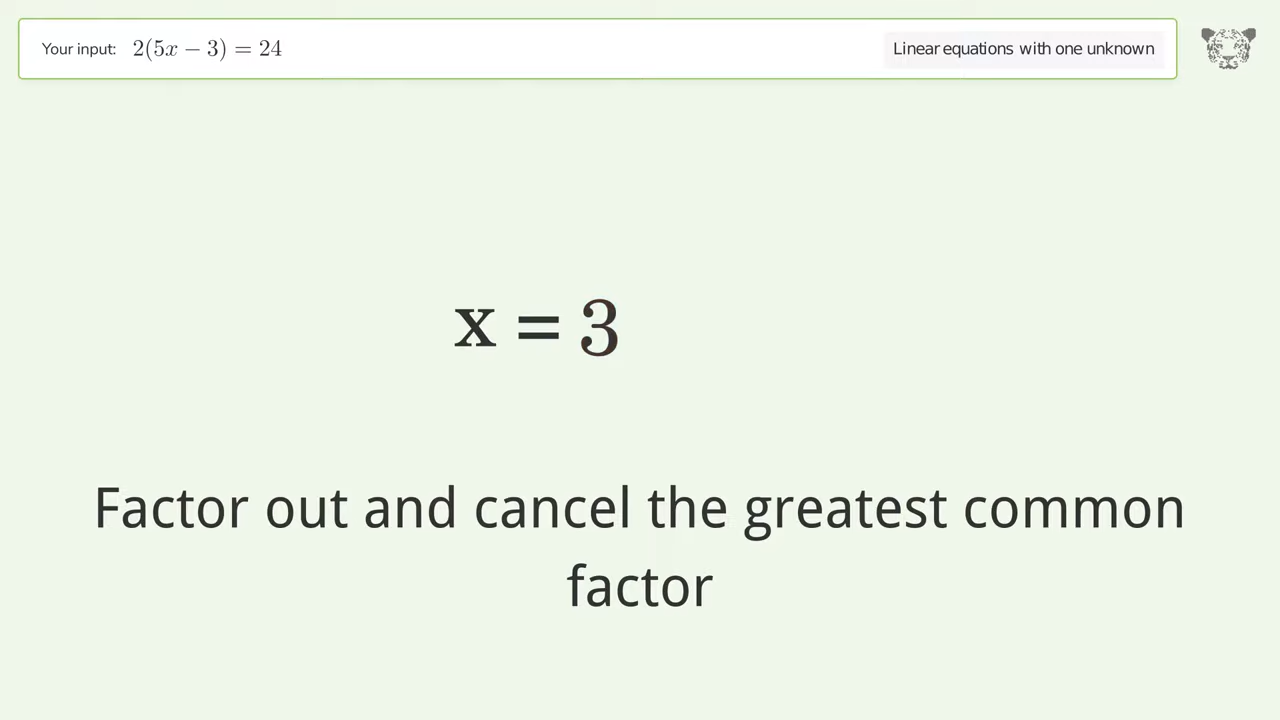 Your input: 2(5x − 3) = 24 Linear equations with one unknown
x = 3
Factor out and cancel the greatest common
factor